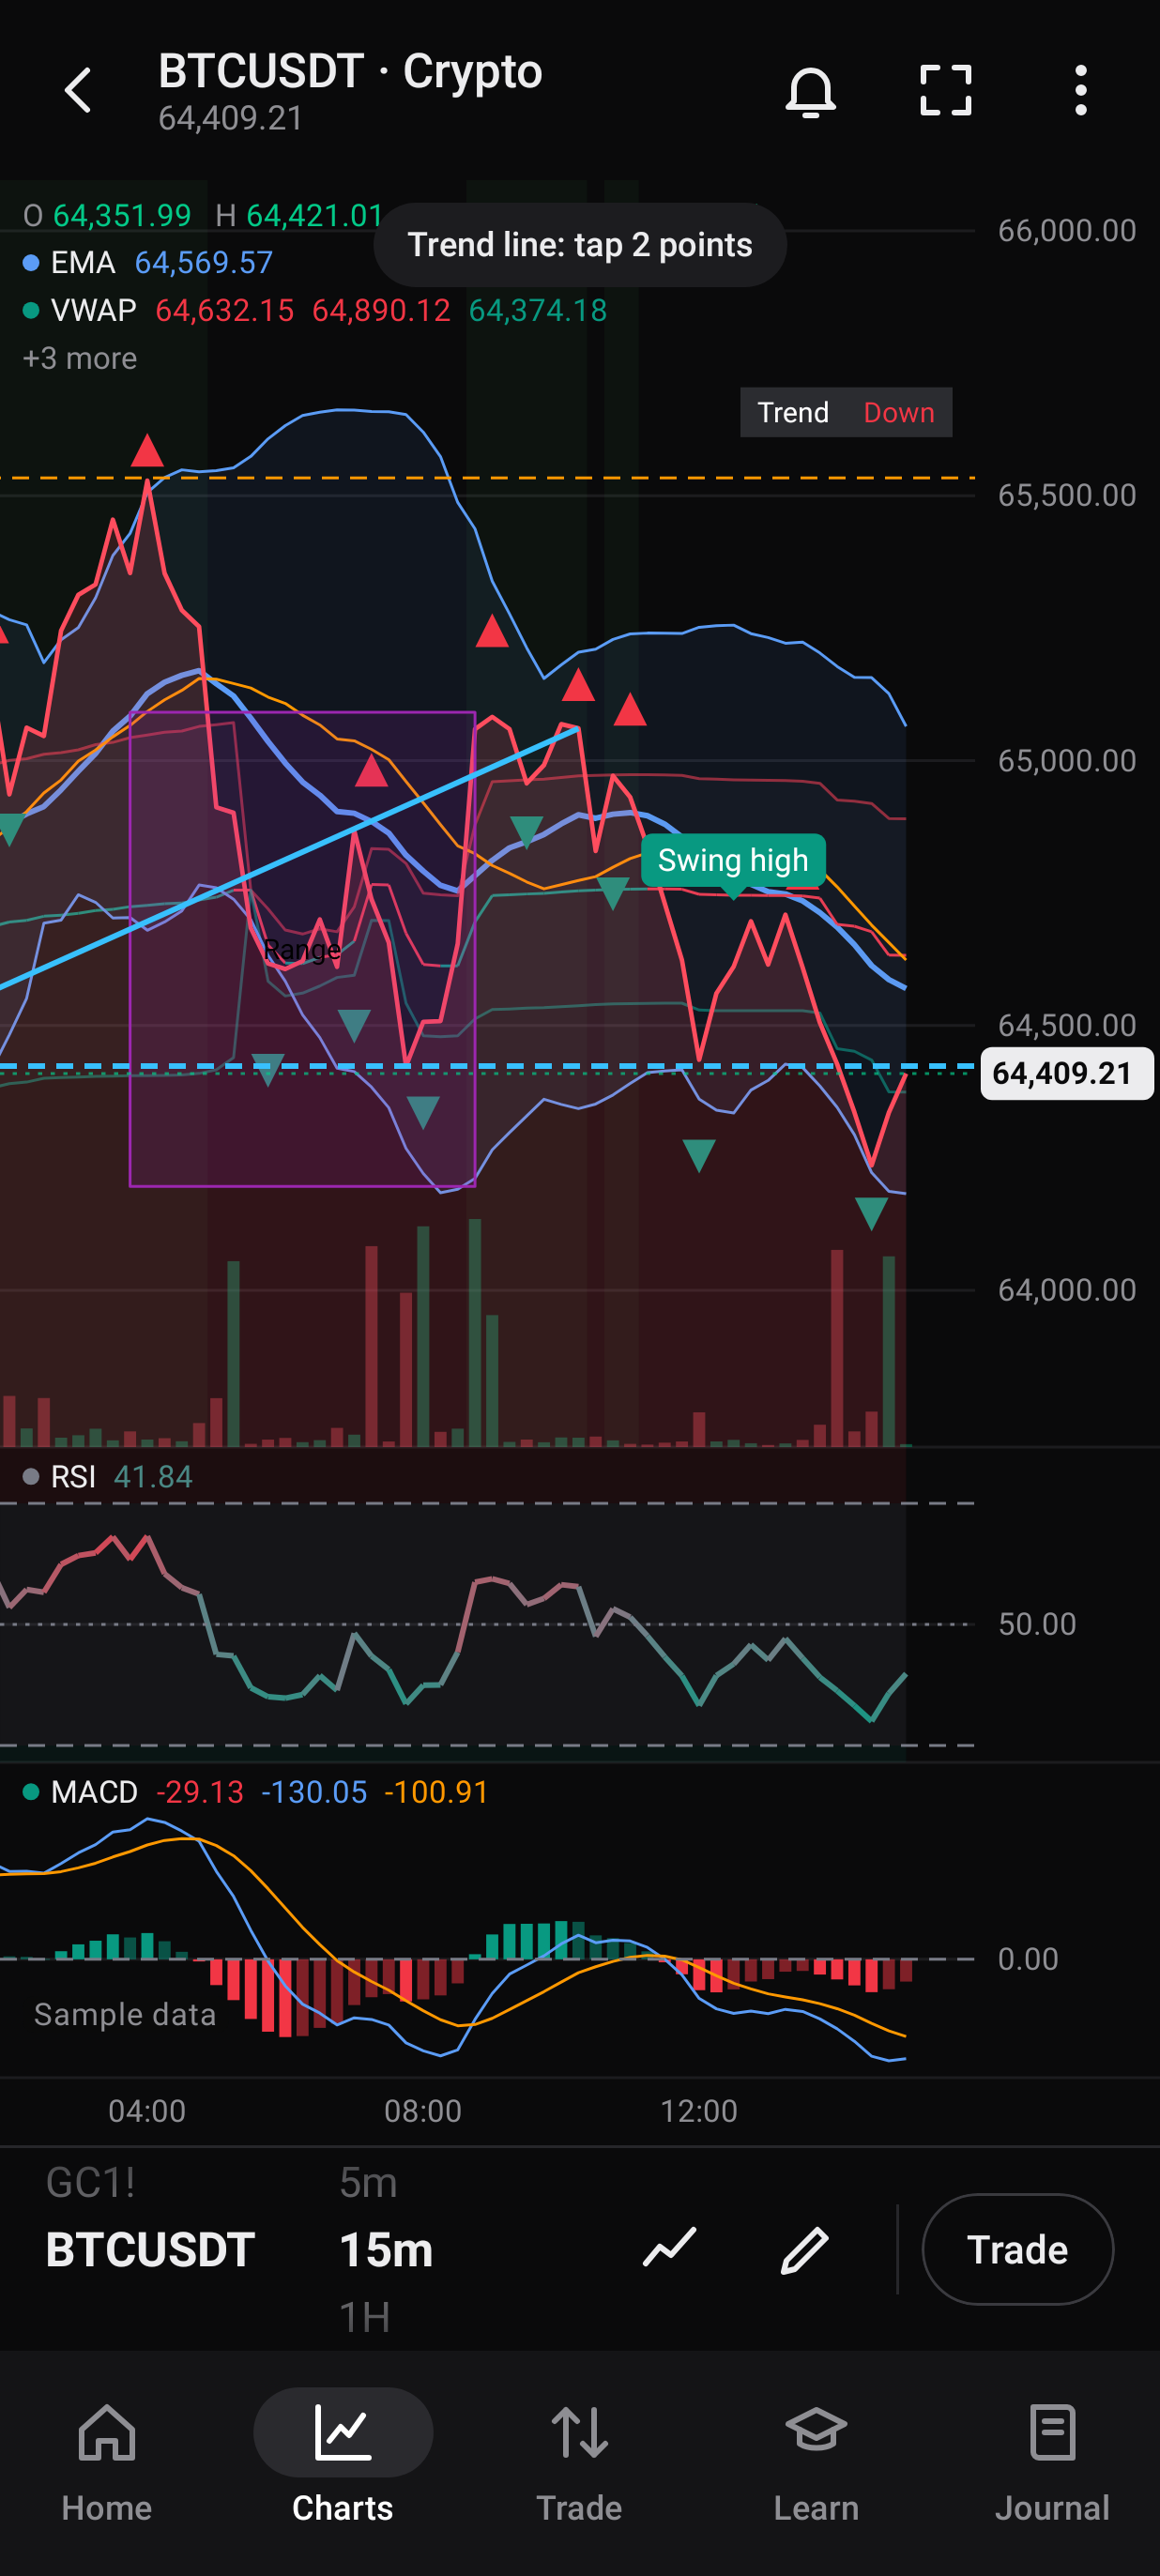 BTCUSDT · Crypto
64,409.21
O 64,351.99 H 64,421.01
Trend line: tap 2 points
66,000.00
EMA 64,569.57
VWAP 64,632.15 64,890.12 64,374.18
+3 more
Trend Down
65,500.00
65,000.00
Swing high
Range
64,500.00
64,409.21
64,000.00
RSI 41.84
50.00
MACD -29.13 -130.05 -100.91
0.00
Sample data
04:00 08:00 12:00
GC1! 5m
BTCUSDT 15m Trade
1H
Home Charts Trade Learn Journal